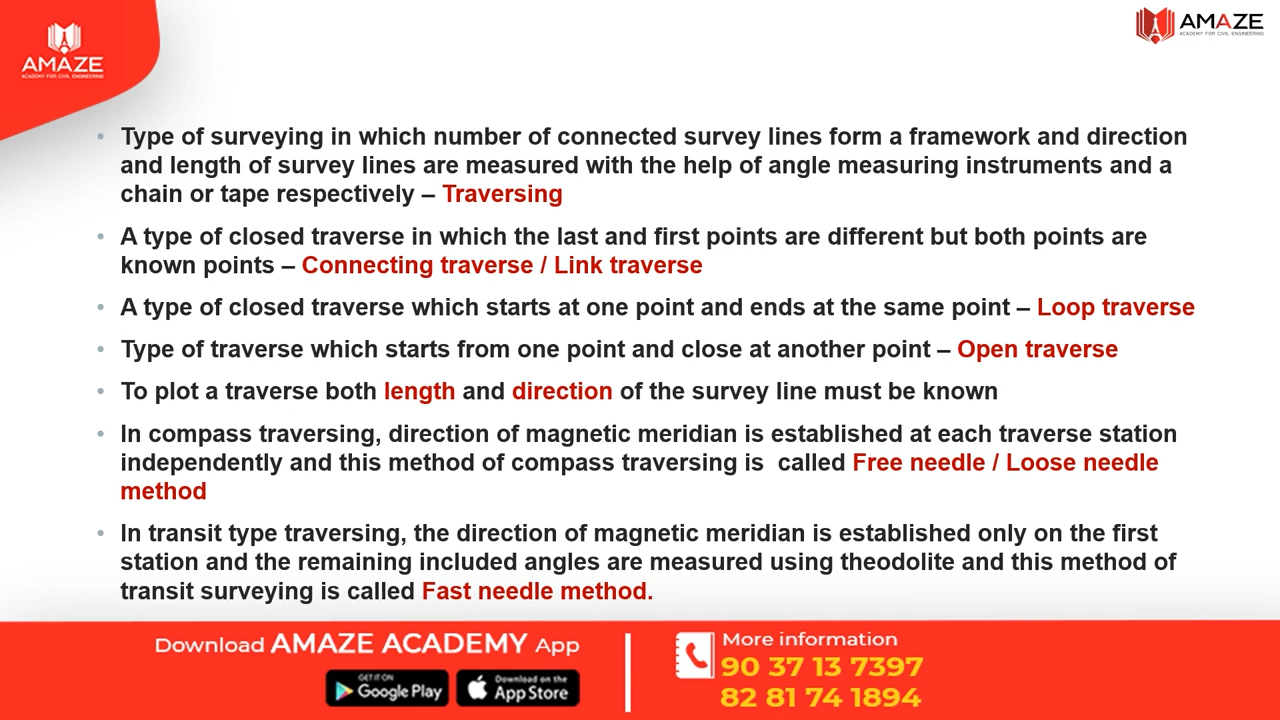 AMAZE
ACADEMY FOR CIVIL ENGINEERING
AMAZE
ACADEMY FOR CIVIL ENGINEERING
• Type of surveying in which number of connected survey lines form a framework and direction
and length of survey lines are measured with the help of angle measuring instruments and a
chain or tape respectively – Traversing
• A type of closed traverse in which the last and first points are different but both points are
known points – Connecting traverse / Link traverse
• A type of closed traverse which starts at one point and ends at the same point – Loop traverse
• Type of traverse which starts from one point and close at another point – Open traverse
• To plot a traverse both length and direction of the survey line must be known
• In compass traversing, direction of magnetic meridian is established at each traverse station
independently and this method of compass traversing is called Free needle / Loose needle
method
• In transit type traversing, the direction of magnetic meridian is established only on the first
station and the remaining included angles are measured using theodolite and this method of
transit surveying is called Fast needle method.
Download AMAZE ACADEMY App
GET IT ON
Google Play
Download on the
App Store
More information
90 37 13 7397
82 81 74 1894